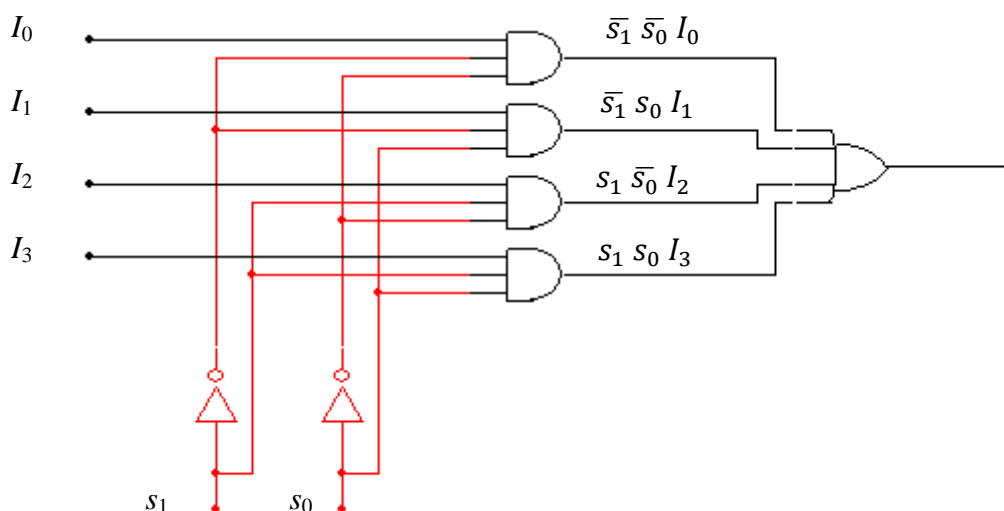 I₀ s̅₁ s̅₀ I₀
I₁ s̅₁ s₀ I₁
I₂ s₁ s̅₀ I₂
I₃ s₁ s₀ I₃
s₁ s₀